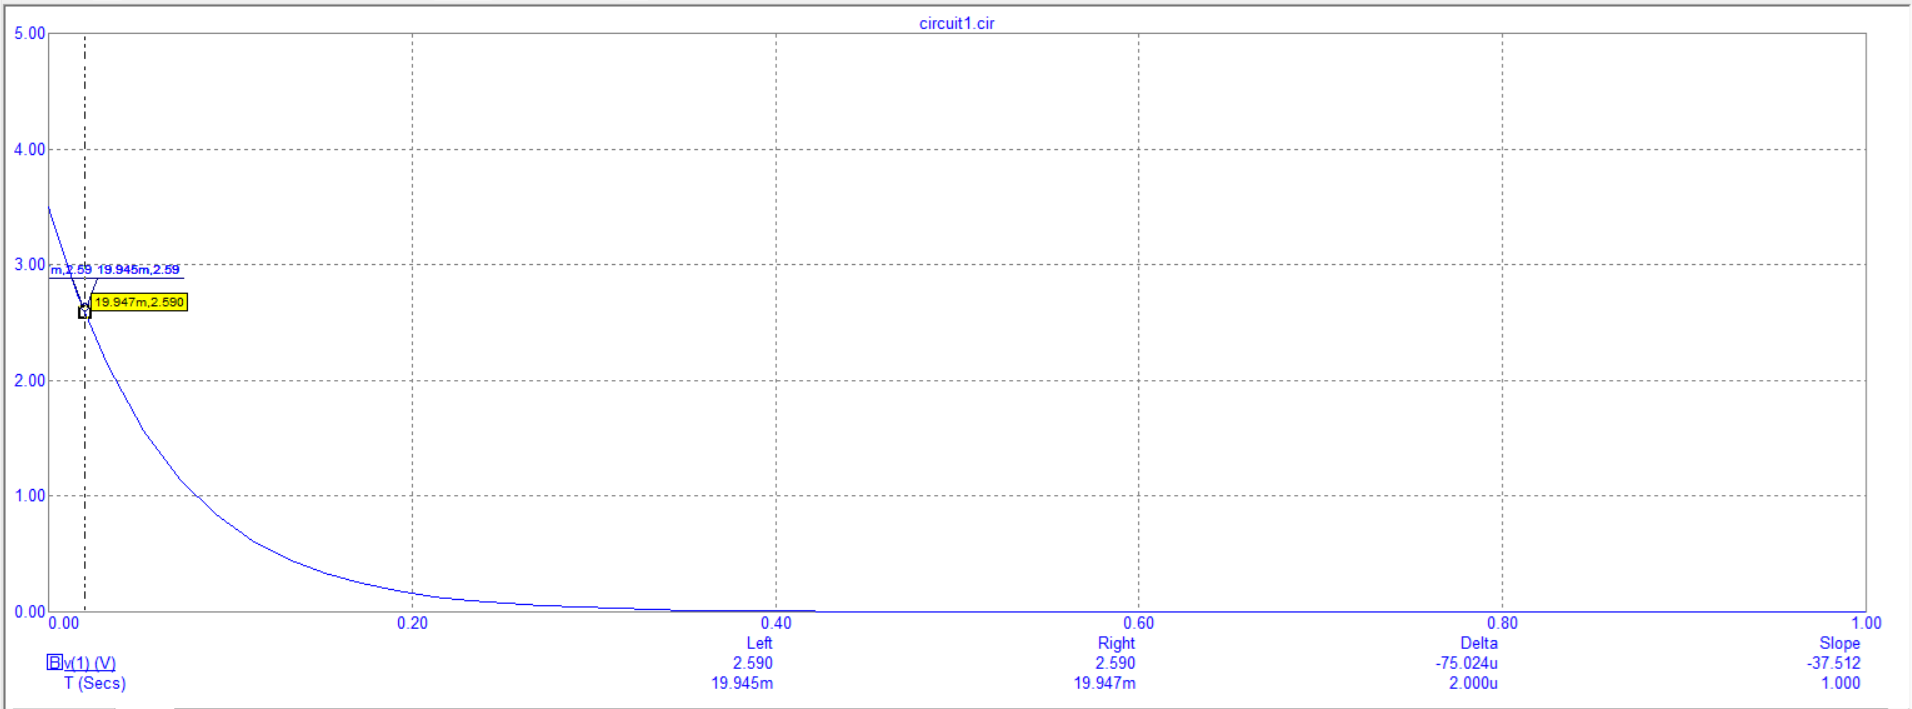 circuit1.cir
5.00
4.00
3.00
m,2.59 19.945m,2.59
19.947m,2.590
2.00
1.00
0.00
0.00 0.20 0.40 0.60 0.80 1.00
Left Right Delta Slope
B v(1) (V) 2.590 2.590 -75.024u -37.512
T (Secs) 19.945m 19.947m 2.000u 1.000